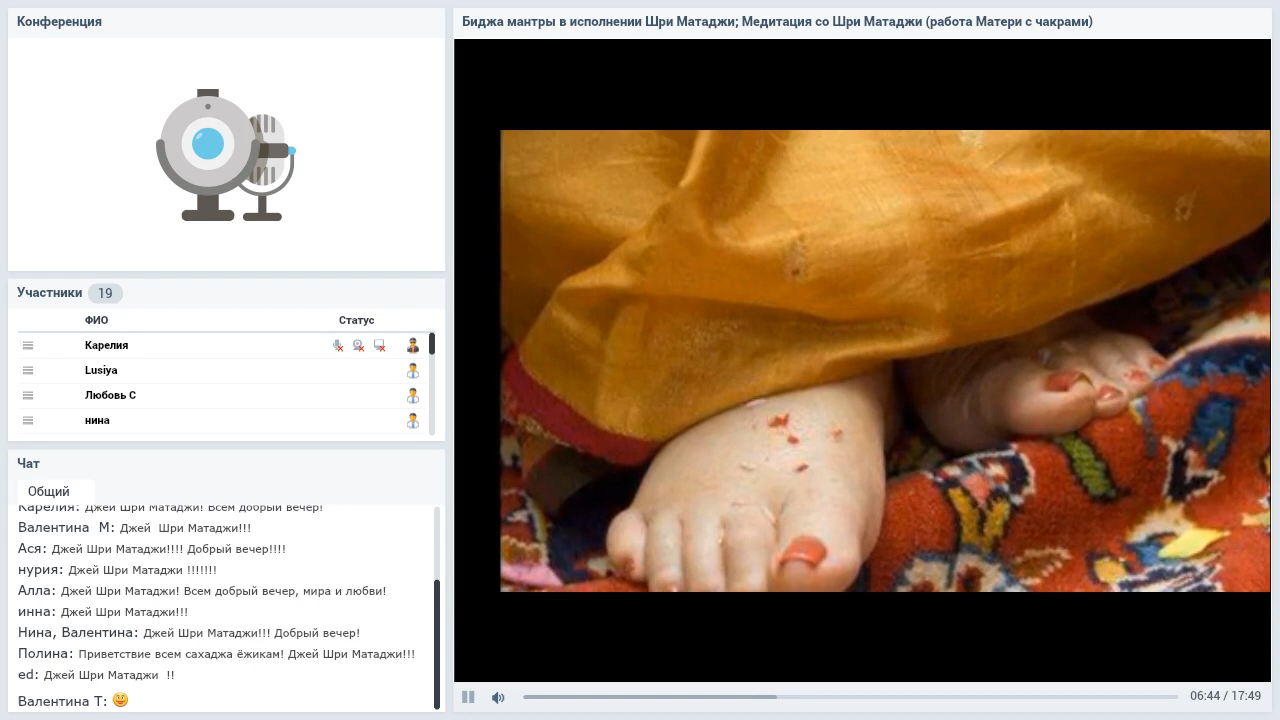 Конференция
Биджа мантры в исполнении Шри Матаджи; Медитация со Шри Матаджи (работа Матери с чакрами)
Участники 19
ФИО Статус
Карелия
Lusiya
Любовь С
нина
Чат
Общий
Карелия: Джей Шри Матаджи! Всем добрый вечер!
Валентина М: Джей Шри Матаджи!!!
Ася: Джей Шри Матаджи!!!! Добрый вечер!!!!
нурия: Джей Шри Матаджи !!!!!!!
Алла: Джей Шри Матаджи! Всем добрый вечер, мира и любви!
инна: Джей Шри Матаджи!!!
Нина, Валентина: Джей Шри Матаджи!!! Добрый вечер!
Полина: Приветствие всем сахаджа ёжикам! Джей Шри Матаджи!!!
ed: Джей Шри Матаджи !!
Валентина Т:
06:44 / 17:49